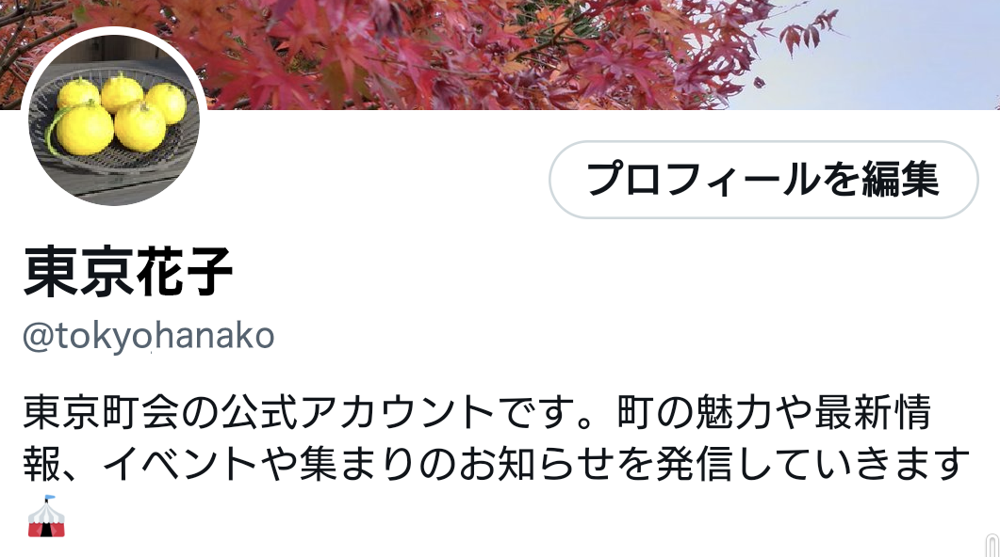 プロフィールを編集
東京花子
@tokyohanako
東京町会の公式アカウントです。町の魅力や最新情
報、イベントや集まりのお知らせを発信していきます
🎪